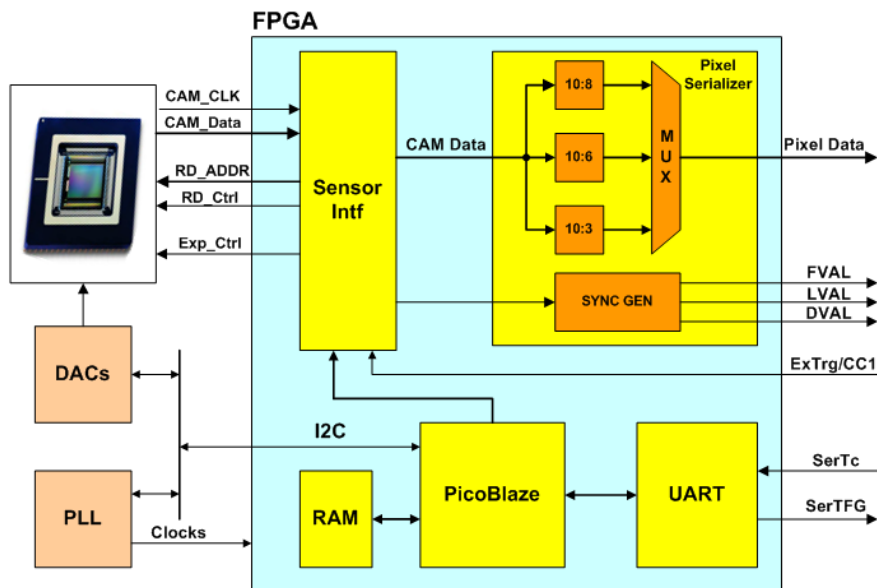 FPGA
Pixel
Serializer
10:8
CAM_CLK
CAM_Data
CAM Data
10:6
MUX
Pixel Data
RD_ADDR
Sensor
Intf
RD_Ctrl
10:3
Exp_Ctrl
FVAL
SYNC GEN
LVAL
DVAL
DACs
ExTrg/CC1
I2C
SerTc
PicoBlaze
UART
PLL
RAM
SerTFG
Clocks